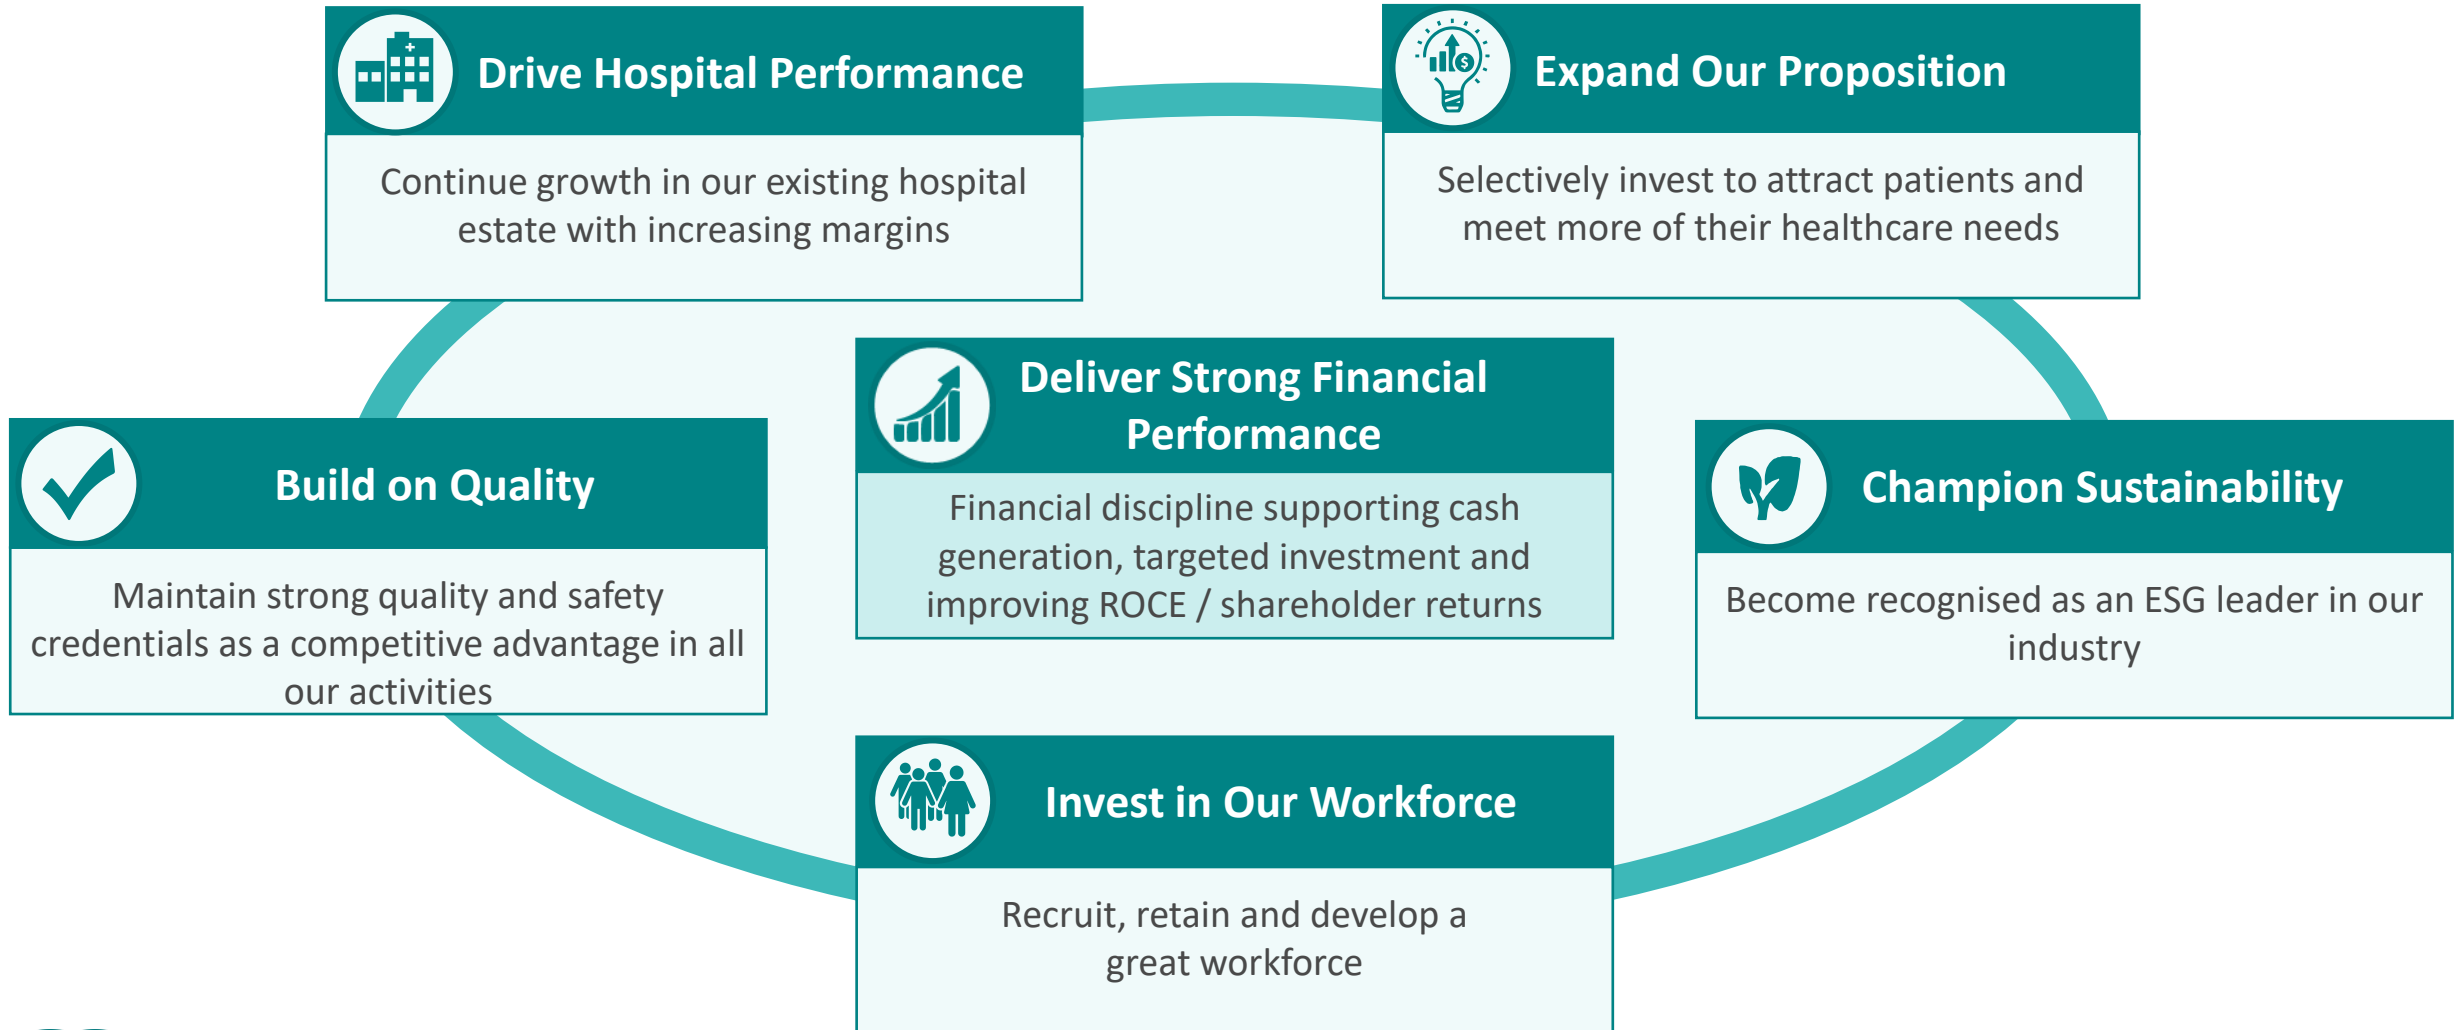 Drive Hospital Performance
Continue growth in our existing hospital
estate with increasing margins
Expand Our Proposition
Selectively invest to attract patients and
meet more of their healthcare needs
Build on Quality
Maintain strong quality and safety
credentials as a competitive advantage in all
our activities
Deliver Strong Financial
Performance
Financial discipline supporting cash
generation, targeted investment and
improving ROCE / shareholder returns
Champion Sustainability
Become recognised as an ESG leader in our
industry
Invest in Our Workforce
Recruit, retain and develop a
great workforce